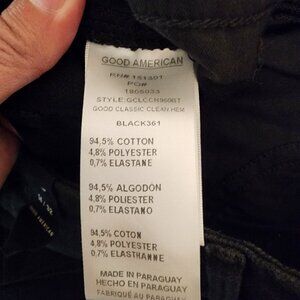 GOOD AMERICAN
RN# 151301
PO#
1805033
GOOD CLASSIC CLEAN HEM
BLACK361
94,5% COTTON
4,8% POLYESTER
0,7% ELASTANE
94,5% ALGODÓN
4,8% POLIESTER
0,7% ELASTANO
94,5% COTON
4,8% POLYESTER
0,7% ELASTHANNE
MADE IN PARAGUAY
HECHO EN PARAGUAY
FABRIQUÉ AU PARAGUAY